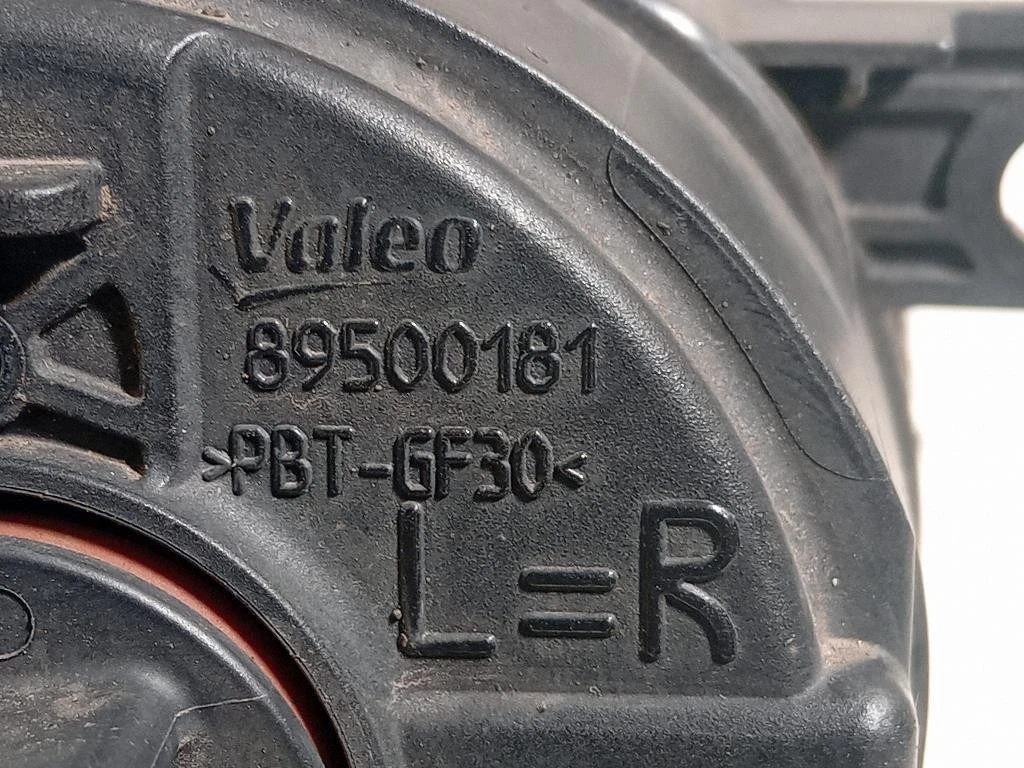 Valeo
89500181
>PBT-GF30<
L=R